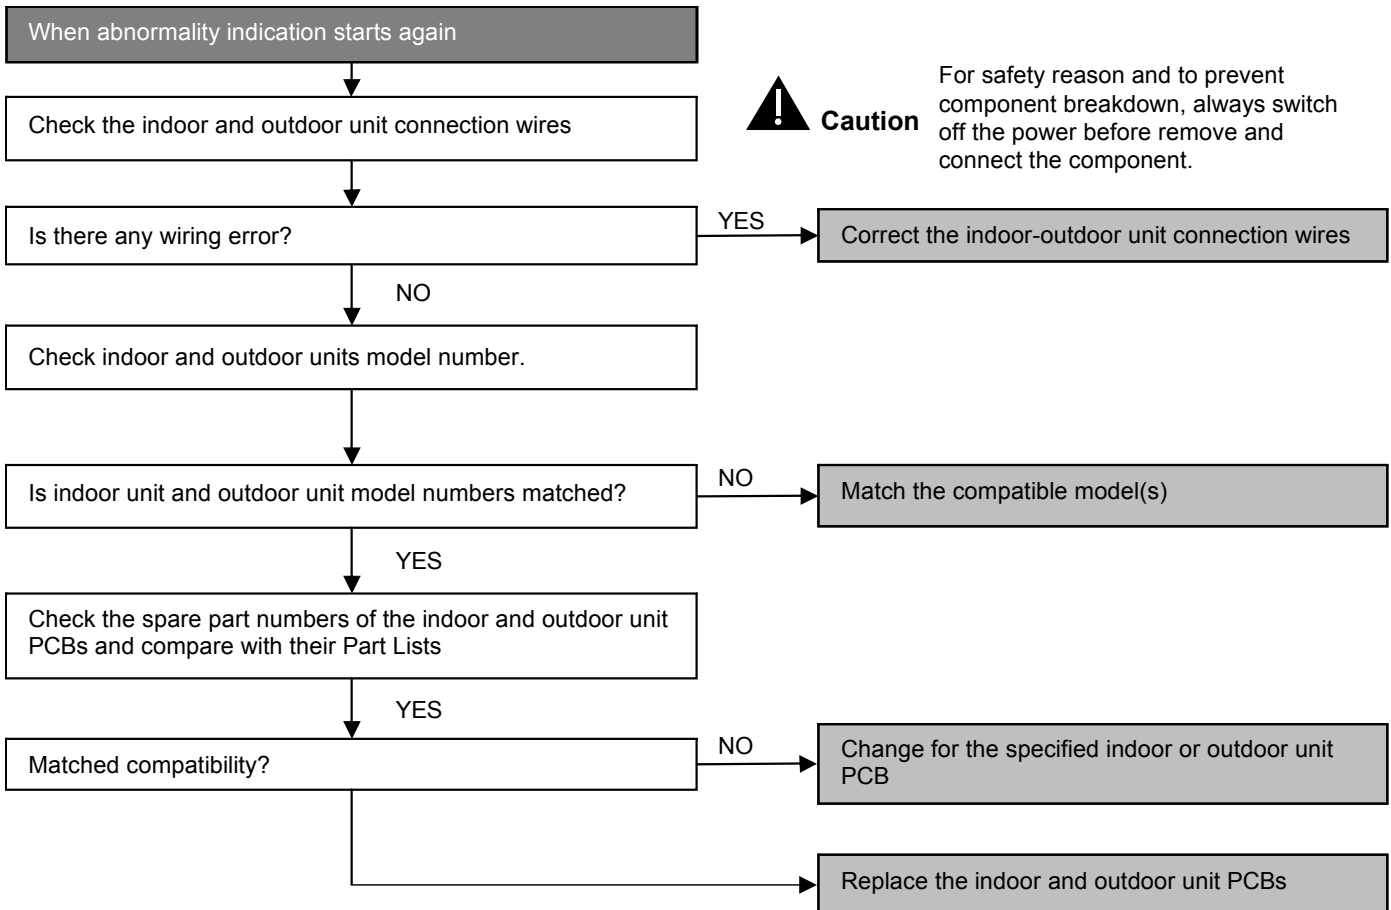 When abnormality indication starts again
Check the indoor and outdoor unit connection wires
Caution
For safety reason and to prevent
component breakdown, always switch
off the power before remove and
connect the component.
Is there any wiring error?
YES
Correct the indoor-outdoor unit connection wires
NO
Check indoor and outdoor units model number.
Is indoor unit and outdoor unit model numbers matched?
NO
Match the compatible model(s)
YES
Check the spare part numbers of the indoor and outdoor unit
PCBs and compare with their Part Lists
YES
Matched compatibility?
NO
Change for the specified indoor or outdoor unit
PCB
Replace the indoor and outdoor unit PCBs